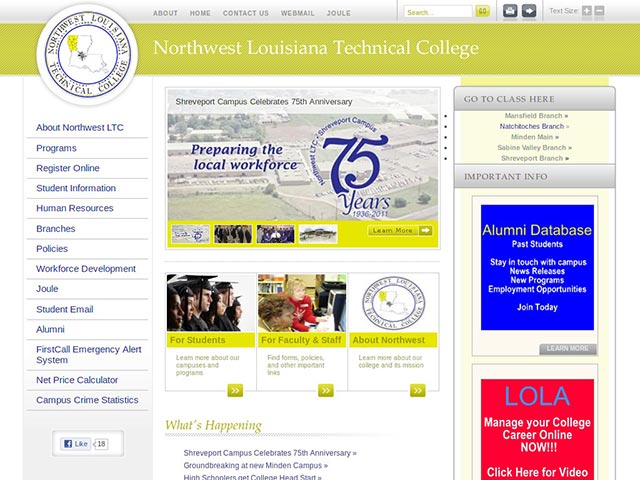 ABOUT HOME CONTACT US WEBMAIL JOULE
Search... GO
Text Size:
NORTHWEST LOUISIANA
TECHNICAL COLLEGE
Northwest Louisiana Technical College
About Northwest LTC
Programs
Register Online
Student Information
Human Resources
Branches
Policies
Workforce Development
Joule
Student Email
Alumni
FirstCall Emergency Alert
System
Net Price Calculator
Campus Crime Statistics
Like 18
Shreveport Campus Celebrates 75th Anniversary
Preparing the
local workforce
Northwest LTC • Shreveport Campus
75
Years
1936-2011
Learn More
For Students
Learn more about our
campuses and
programs
For Faculty & Staff
Find forms, policies,
and other important
links
NORTHWEST LOUISIANA
TECHNICAL COLLEGE
About Northwest
Learn more about our
college and its mission
What's Happening
Shreveport Campus Celebrates 75th Anniversary »
Groundbreaking at new Minden Campus »
High Schoolers get College Head Start »
GO TO CLASS HERE
Mansfield Branch »
Natchitoches Branch »
Minden Main »
Sabine Valley Branch »
Shreveport Branch »
IMPORTANT INFO
Alumni Database
Past Students
Stay in touch with campus
News Releases
New Programs
Employment Opportunities
Join Today
LEARN MORE
LOLA
Manage your College
Career Online
NOW!!!
Click Here for Video